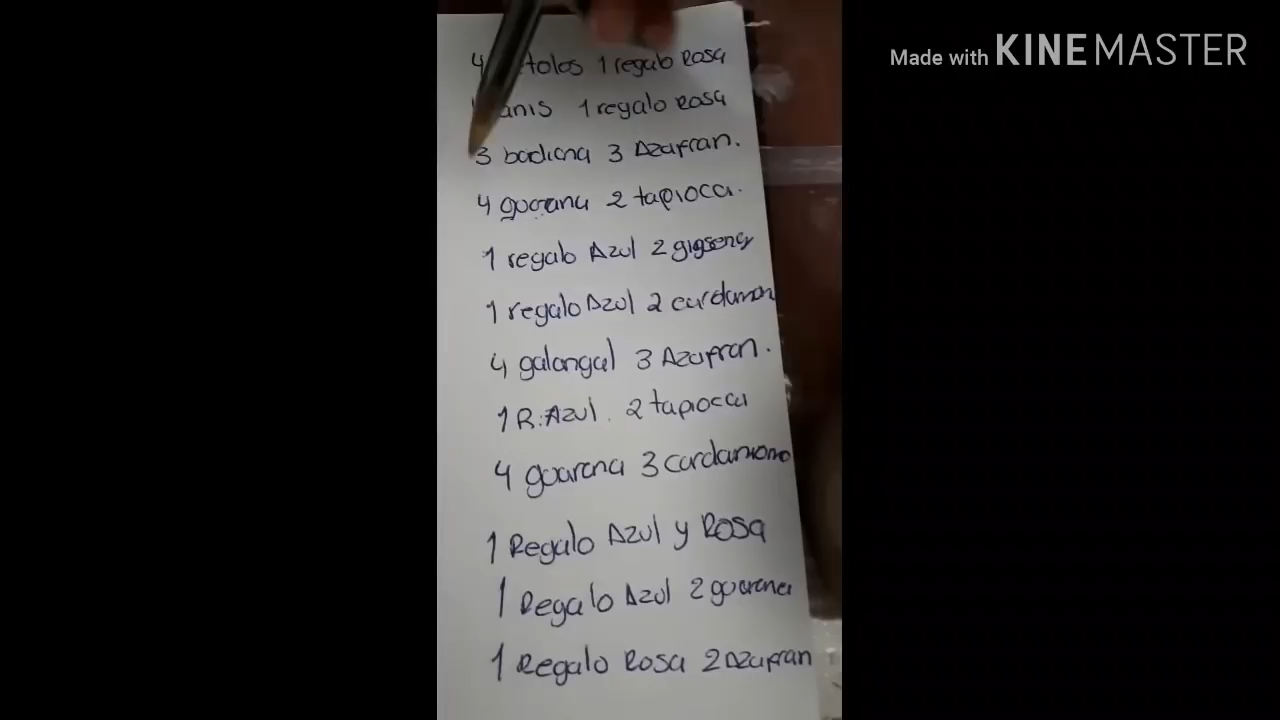 Made with KINEMASTER
4 1 regalo Rosa
anis 1 regalo Rosa
3 badiana 3 Azafran.
4 guarana 2 tapioca.
1 regalo Azul 2 gigseng
1 regalo Azul 2 cardamon
4 galangal 3 Azafran.
1 R. Azul. 2 tapioca
4 guarana 3 cardamomo
1 Regalo Azul y Rosa
1 Regalo Azul 2 guarana
1 Regalo Rosa 2 Azafran